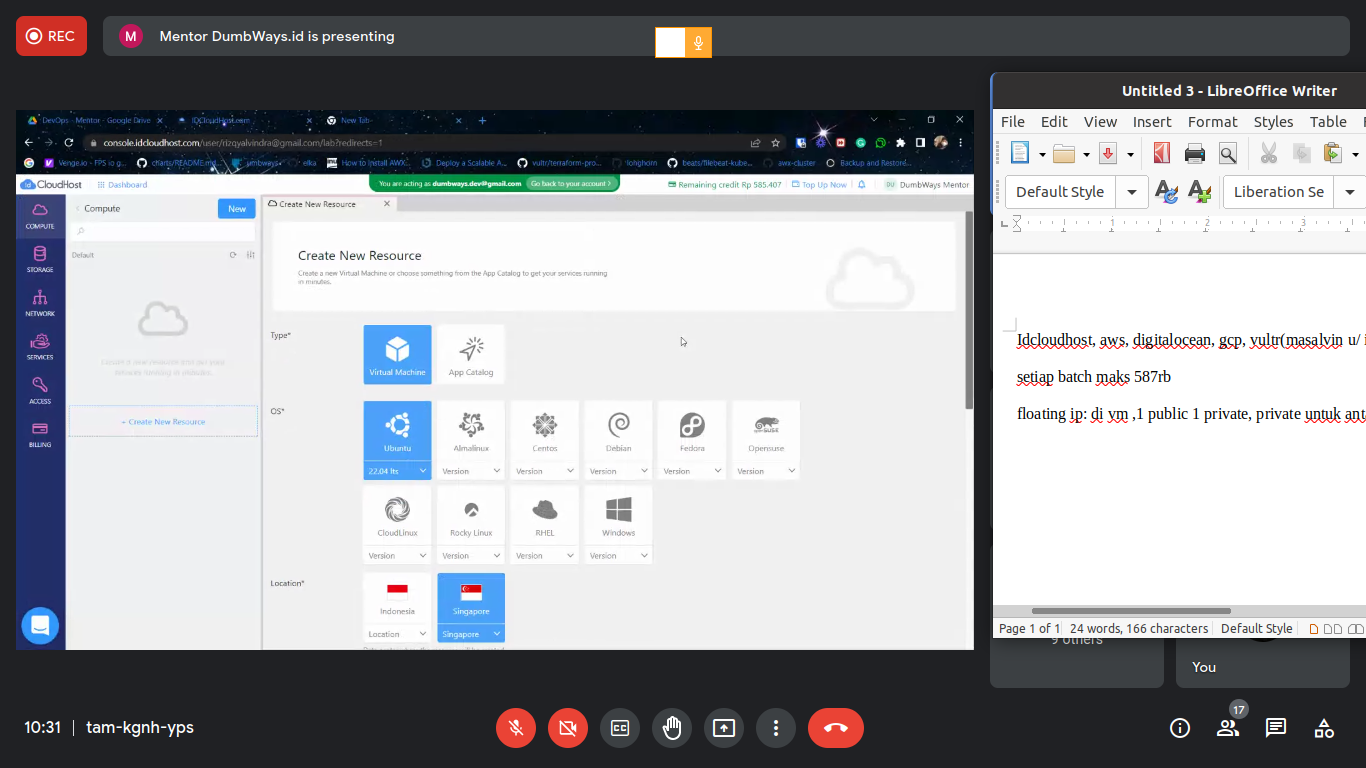 REC
M
Mentor DumbWays.id is presenting
DevOps - Mentor - Google Drive
IDCloudHost.com
New Tab
console.idcloudhost.com/user/rizqyalvindra@gmail.com/lab?redirects=1
Venge.io - FPS io g...
charts/README.md...
dumbways
elka
How to Install AWX...
Deploy a Scalable A...
vultr/terraform-pro...
lohghorn
beats/filebeat-kube...
awx-cluster
Backup and Restore...
CloudHost
Dashboard
You are acting as dumbways.dev@gmail.com
Go back to your account >
Remaining credit Rp 585.407
Top Up Now
DU
DumbWays Mentor
COMPUTE
STORAGE
NETWORK
SERVICES
ACCESS
BILLING
Compute
New
Default
+ Create New Resource
Create New Resource
Create New Resource
Create a new Virtual Machine or choose something from the App Catalog to get your services running
in minutes.
Type*
Virtual Machine
App Catalog
OS*
Ubuntu
22.04 lts
Almalinux
Version
Centos
Version
Debian
Version
Fedora
Version
Opensuse
Version
CloudLinux
Version
Rocky Linux
Version
RHEL
Version
Windows
Version
Location*
Indonesia
Location
Singapore
Singapore
Untitled 3 - LibreOffice Writer
File Edit View Insert Format Styles Table
Default Style
Liberation Se
1 2 3
Idcloudhost, aws, digitalocean, gcp, vultr(masalvin u/
setiap batch maks 587rb
floating ip: di vm ,1 public 1 private, private untuk
Page 1 of 1
24 words, 166 characters
Default Style
9 others
You
10:31
tam-kgnh-yps
17